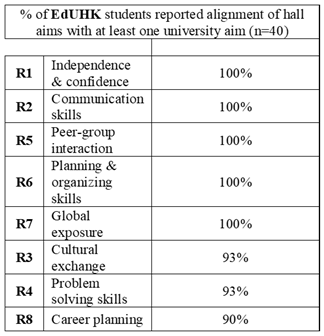 % of EdUHK students reported alignment of hall
aims with at least one university aim (n=40)
R1 Independence & confidence 100%
R2 Communication skills 100%
R5 Peer-group interaction 100%
R6 Planning & organizing skills 100%
R7 Global exposure 100%
R3 Cultural exchange 93%
R4 Problem solving skills 93%
R8 Career planning 90%